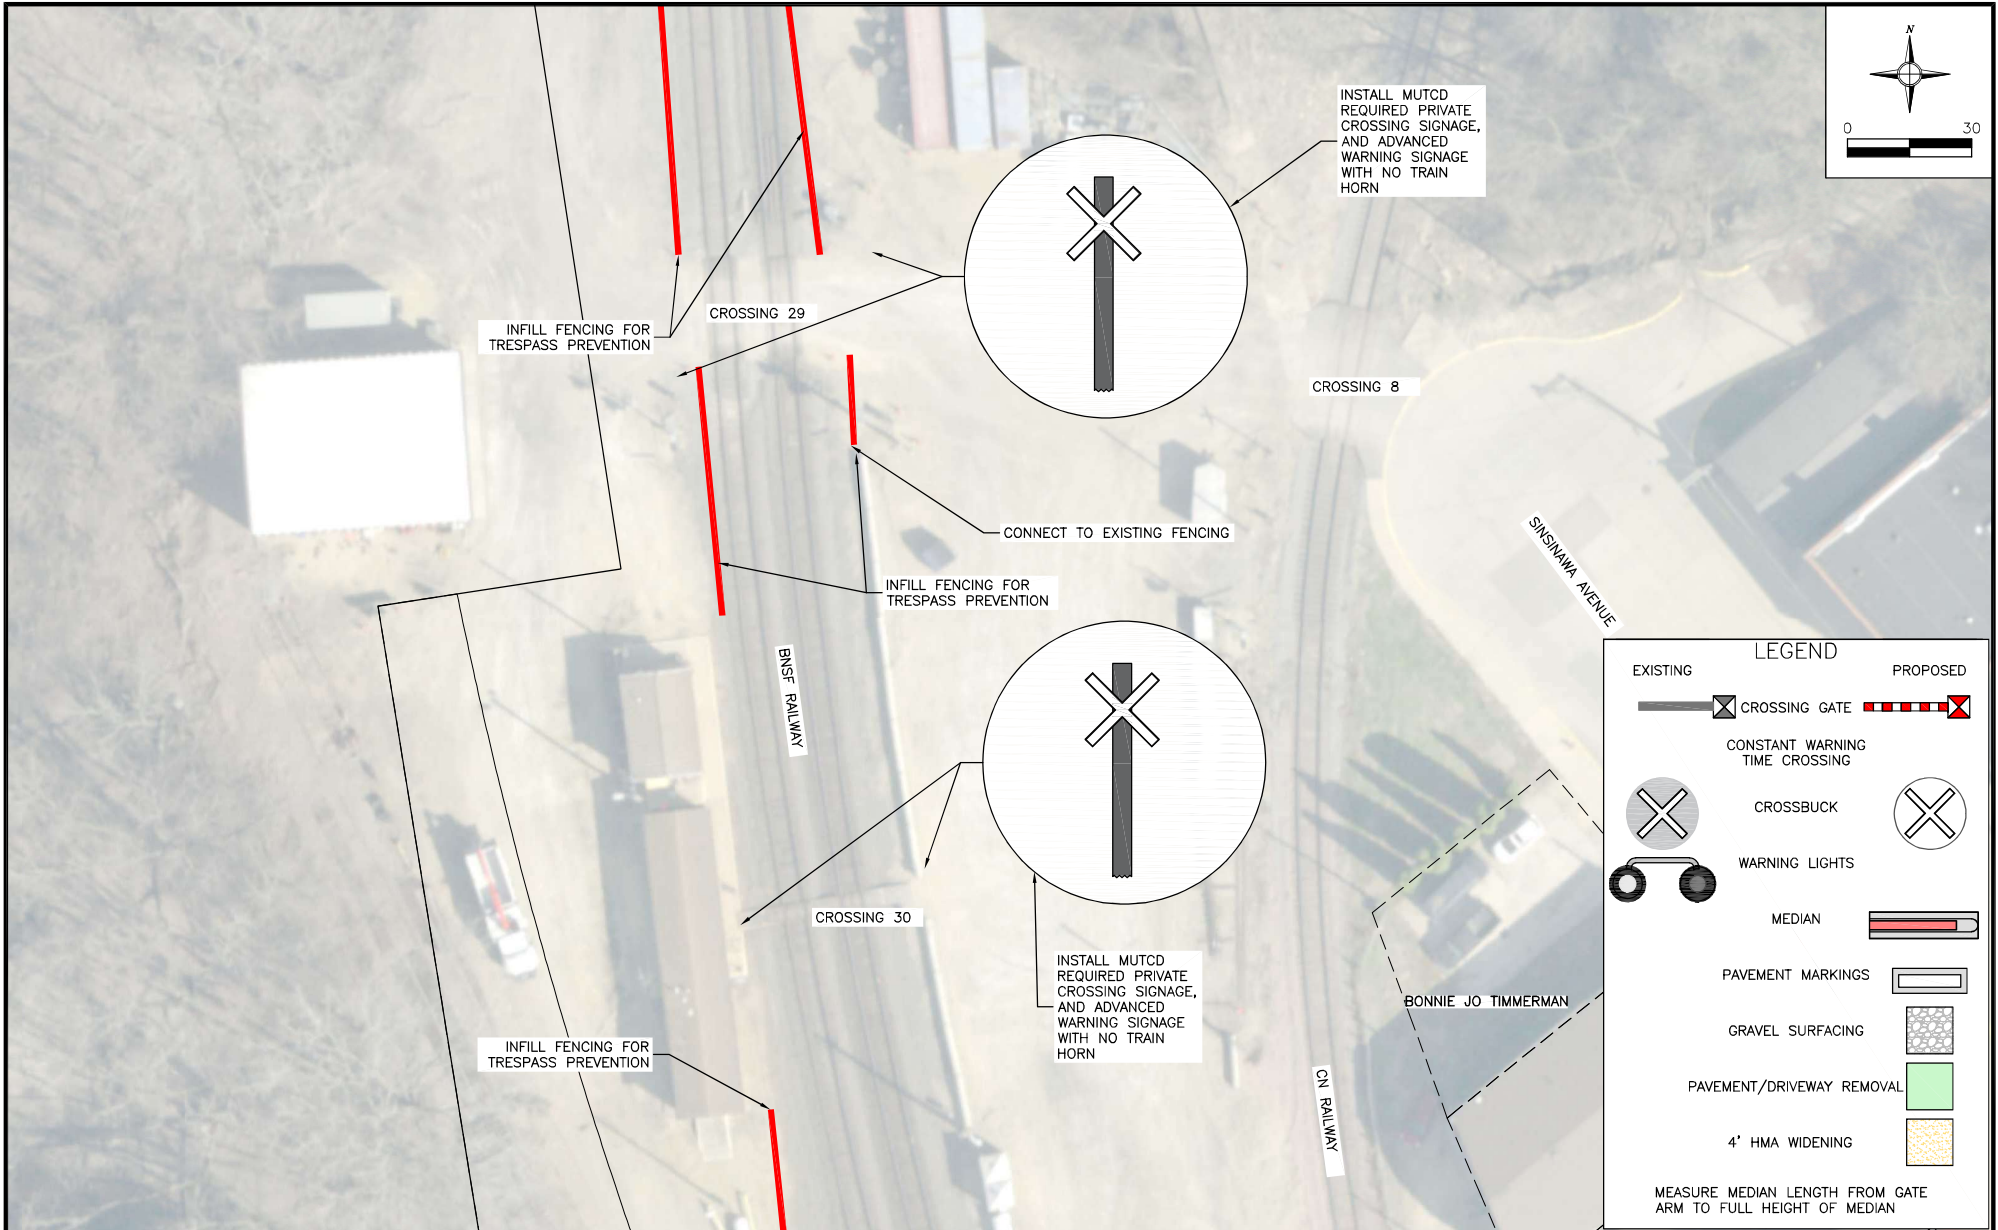 N
0 30
INSTALL MUTCD
REQUIRED PRIVATE
CROSSING SIGNAGE,
AND ADVANCED
WARNING SIGNAGE
WITH NO TRAIN
HORN
CROSSING 29
INFILL FENCING FOR
TRESPASS PREVENTION
CROSSING 8
CONNECT TO EXISTING FENCING
SINSINAWA AVENUE
INFILL FENCING FOR
TRESPASS PREVENTION
BNSF RAILWAY
CROSSING 30
INSTALL MUTCD
REQUIRED PRIVATE
CROSSING SIGNAGE,
AND ADVANCED
WARNING SIGNAGE
WITH NO TRAIN
HORN
BONNIE JO TIMMERMAN
INFILL FENCING FOR
TRESPASS PREVENTION
CN RAILWAY
LEGEND
EXISTING PROPOSED
CROSSING GATE
CONSTANT WARNING
TIME CROSSING
CROSSBUCK
WARNING LIGHTS
MEDIAN
PAVEMENT MARKINGS
GRAVEL SURFACING
PAVEMENT/DRIVEWAY REMOVAL
4' HMA WIDENING
MEASURE MEDIAN LENGTH FROM GATE
ARM TO FULL HEIGHT OF MEDIAN